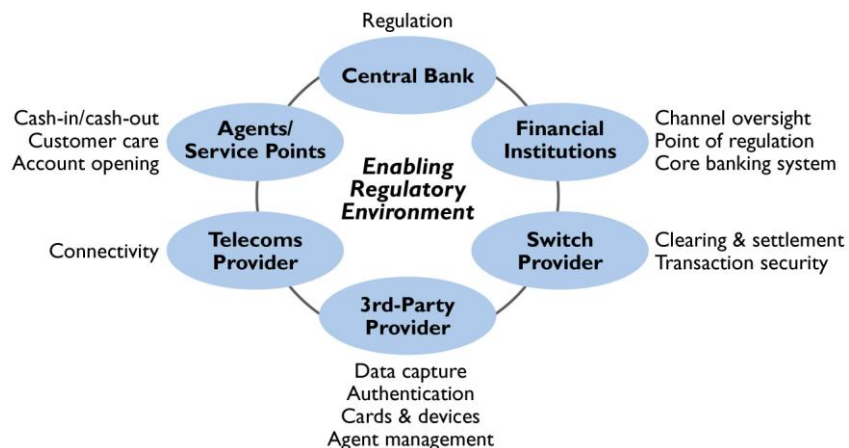 Regulation
Central Bank
Cash-in/cash-out
Customer care
Account opening
Agents/
Service Points
Financial
Institutions
Channel oversight
Point of regulation
Core banking system
Enabling
Regulatory
Environment
Connectivity
Telecoms
Provider
Switch
Provider
Clearing & settlement
Transaction security
3rd-Party
Provider
Data capture
Authentication
Cards & devices
Agent management